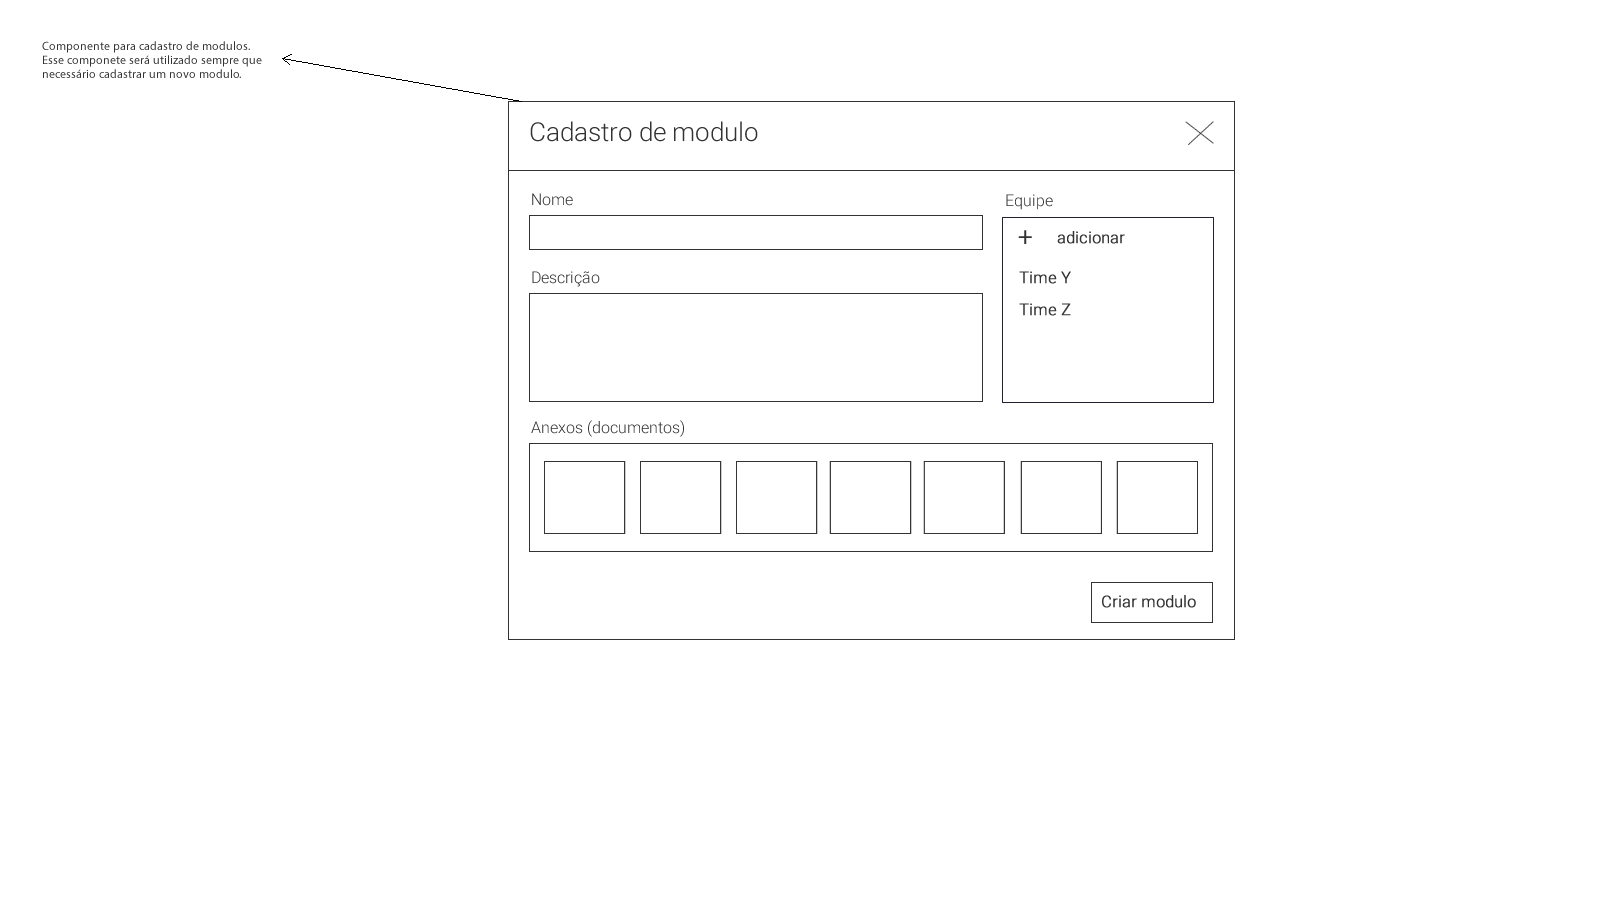 Componente para cadastro de modulos.
Esse componete será utilizado sempre que
necessário cadastrar um novo modulo.
Cadastro de modulo
Nome
Equipe
+ adicionar
Time Y
Time Z
Descrição
Anexos (documentos)
Criar modulo